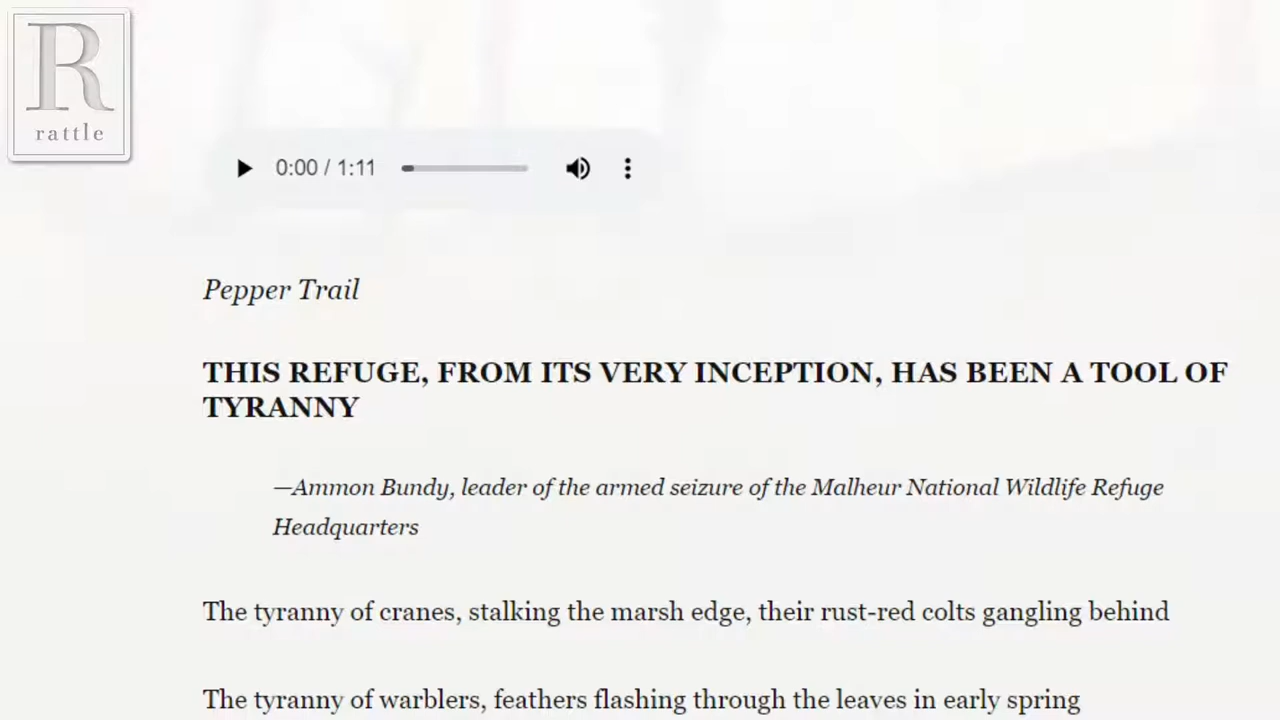 R
rattle
0:00 / 1:11
Pepper Trail
THIS REFUGE, FROM ITS VERY INCEPTION, HAS BEEN A TOOL OF
TYRANNY
—Ammon Bundy, leader of the armed seizure of the Malheur National Wildlife Refuge
Headquarters
The tyranny of cranes, stalking the marsh edge, their rust-red colts gangling behind
The tyranny of warblers, feathers flashing through the leaves in early spring